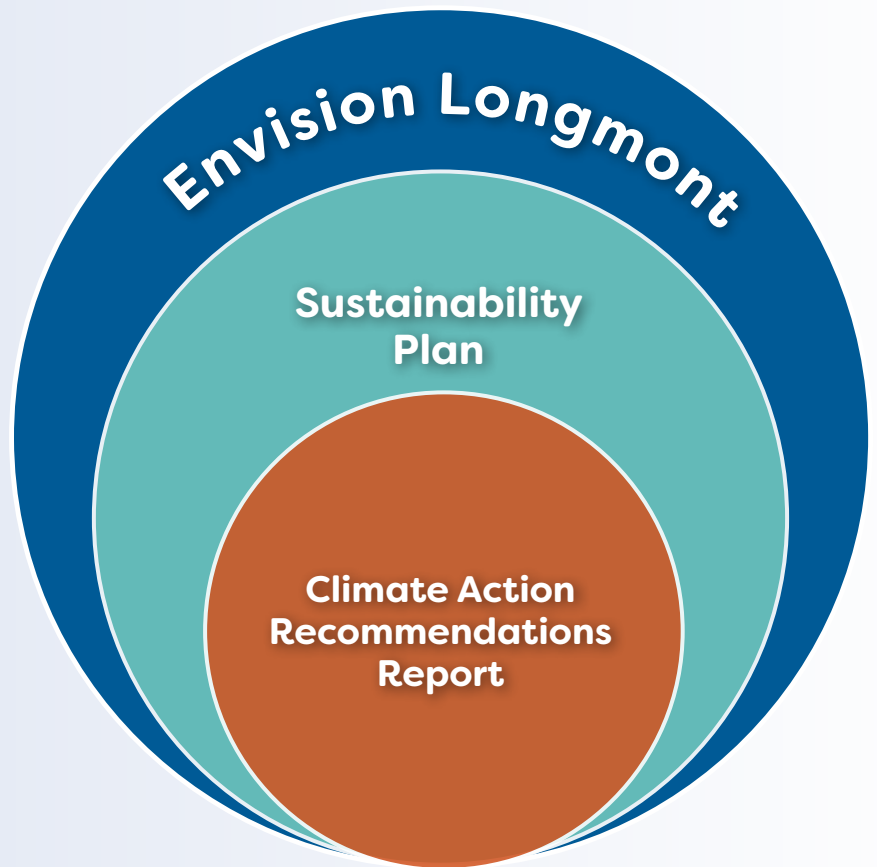 Envision Longmont
Sustainability
Plan
Climate Action
Recommendations
Report